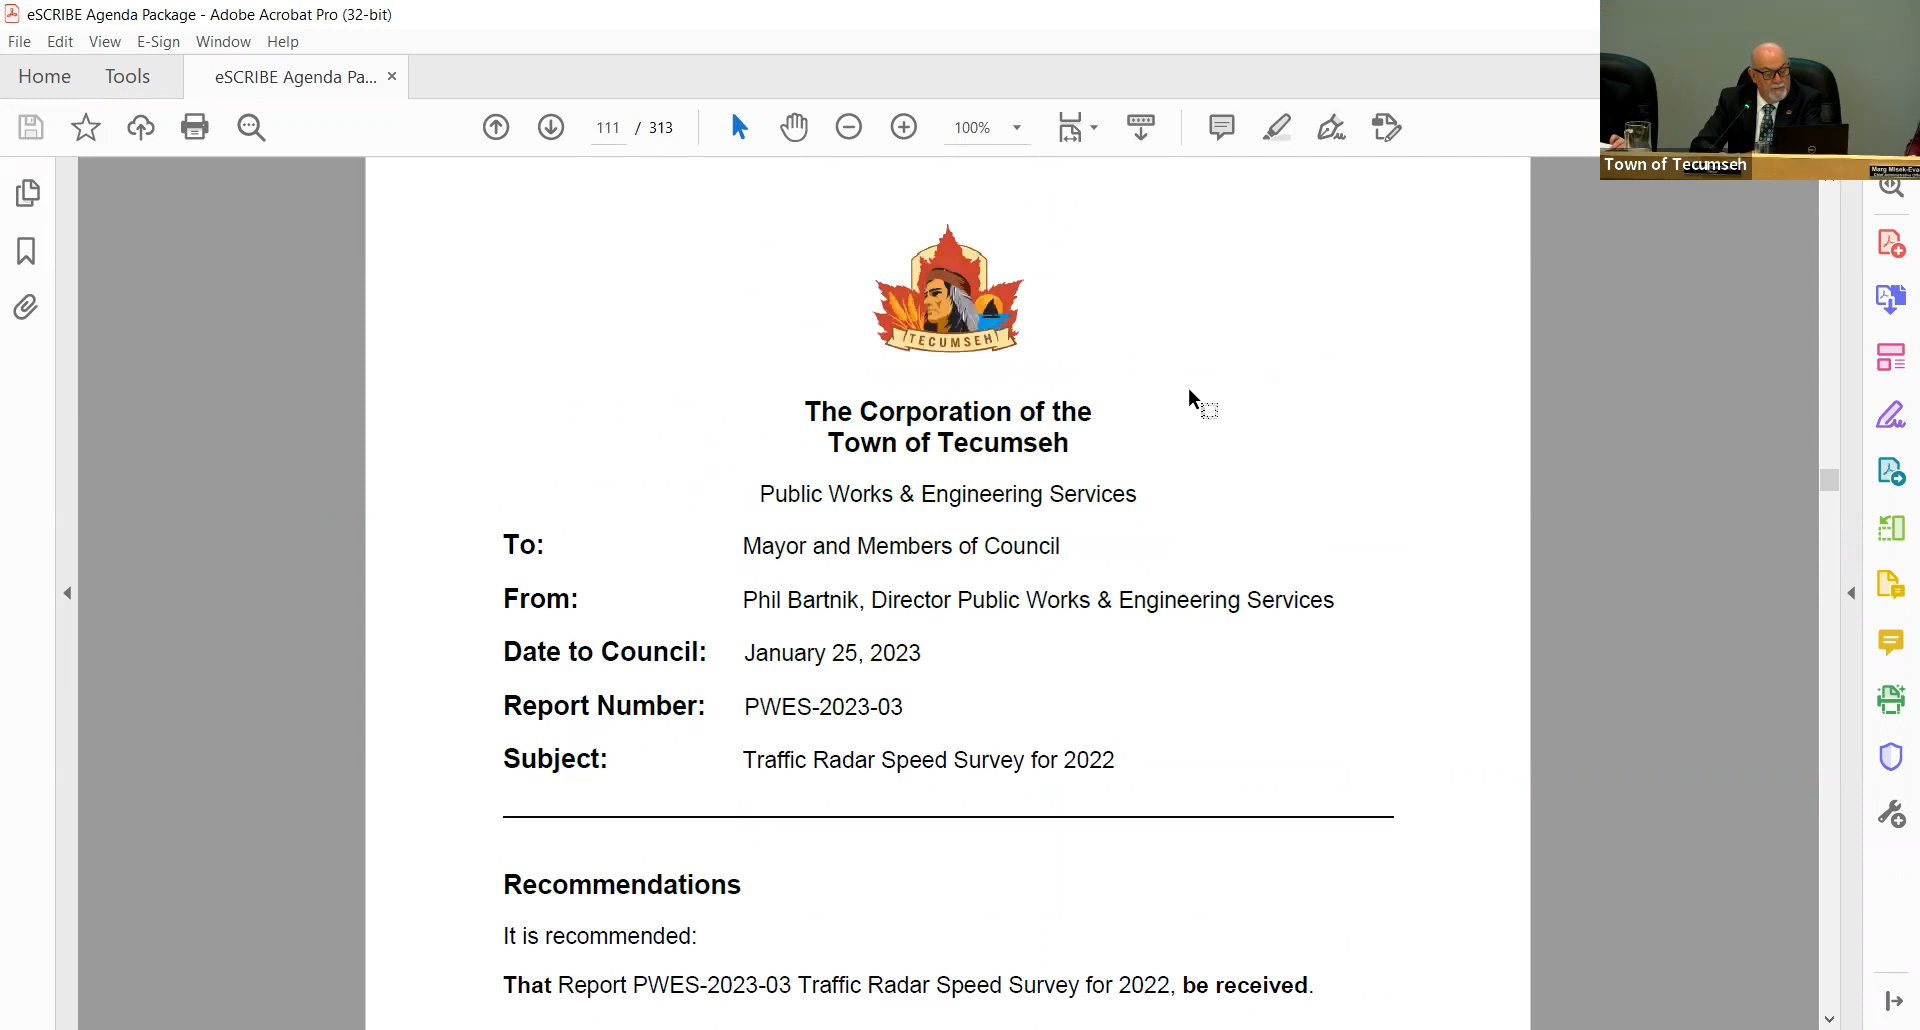 eSCRIBE Agenda Package - Adobe Acrobat Pro (32-bit)
File Edit View E-Sign Window Help
Home Tools eSCRIBE Agenda Pa... ×
111 / 313 100%
Town of Tecumseh
Marg Misek-Eva
TECUMSEH
The Corporation of the
Town of Tecumseh
Public Works & Engineering Services
To: Mayor and Members of Council
From: Phil Bartnik, Director Public Works & Engineering Services
Date to Council: January 25, 2023
Report Number: PWES-2023-03
Subject: Traffic Radar Speed Survey for 2022
Recommendations
It is recommended:
That Report PWES-2023-03 Traffic Radar Speed Survey for 2022, be received.